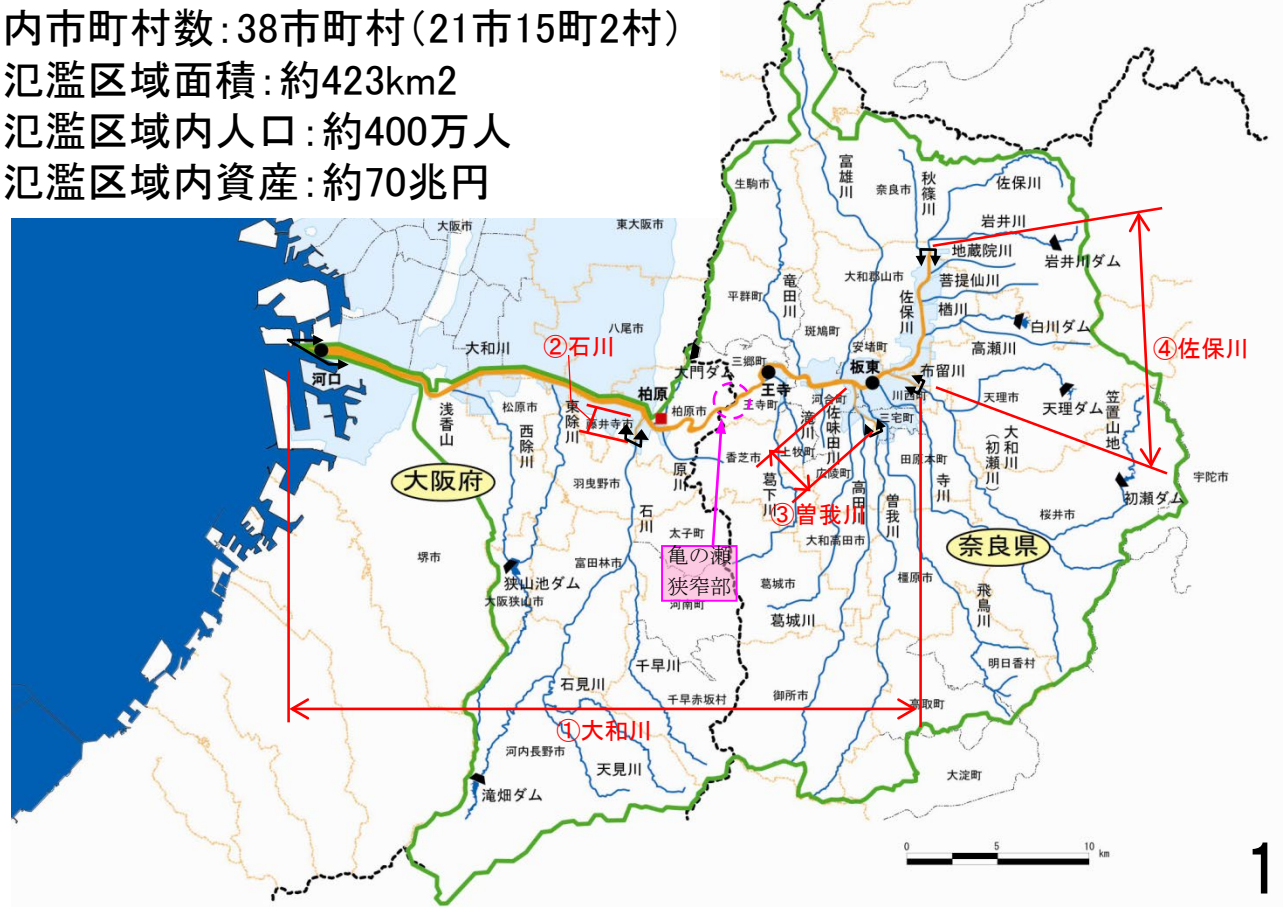 内市町村数:38市町村(21市15町2村)
氾濫区域面積:約423km2
氾濫区域内人口:約400万人
氾濫区域内資産:約70兆円
大阪市
東大阪市
生駒市
富雄川
奈良市
秋篠川
佐保川
岩井川
地蔵院川
岩井川ダム
菩提仙川
大和郡山市
佐保川
竜田川
平群町
斑鳩町
楢川
白川ダム
高瀬川
④佐保川
八尾市
大和川
②石川
安堵町
三郷町
大門ダム
板東
布留川
河口
柏原
柏原市
王寺
王寺町
河合町
川西町
天理市
天理ダム
笠置山地
浅香山
松原市
西除川
東除川
藤井寺市
滝川
佐味田川
三宅町
大和川
(初瀬川)
大阪府
香芝市
上牧町
広陵町
田原本町
寺川
初瀬ダム
宇陀市
羽曳野市
原川
石川
葛下川
③曽我川
高田川
曽我川
桜井市
奈良県
堺市
太子町
大和高田市
亀の瀬
狭窄部
富田林市
狭山池ダム
大阪狭山市
河南町
葛城市
葛城川
橿原市
飛鳥川
千早川
石見川
千早赤坂村
御所市
明日香村
高取町
①大和川
河内長野市
天見川
滝畑ダム
大淀町
0 5 10 km
1